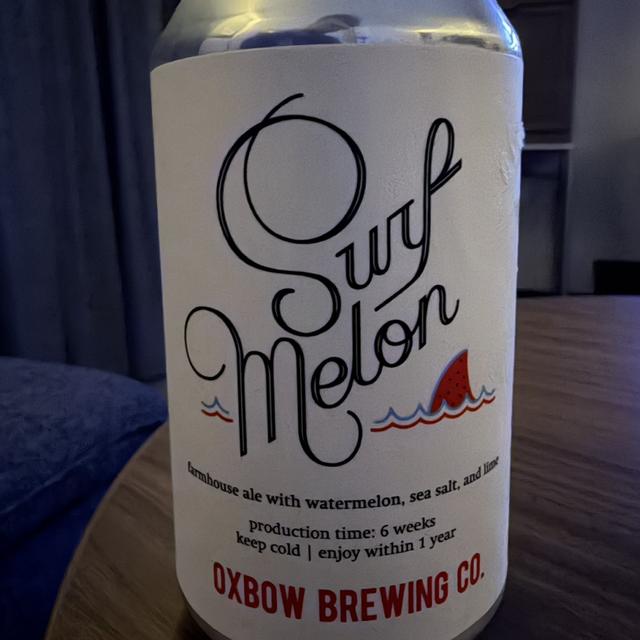 Surf
Melon
farmhouse ale with watermelon, sea salt, and lime
production time: 6 weeks
keep cold | enjoy within 1 year
OXBOW BREWING CO.